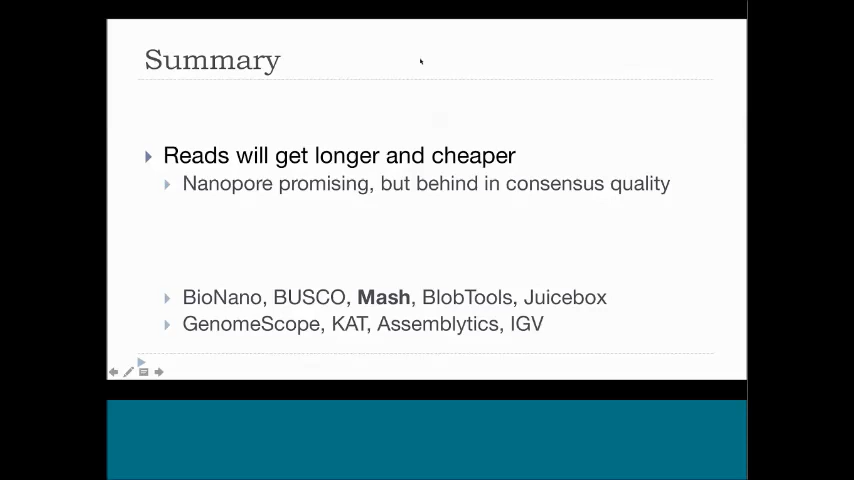 Summary
Reads will get longer and cheaper
Nanopore promising, but behind in consensus quality
BioNano, BUSCO, Mash, BlobTools, Juicebox
GenomeScope, KAT, Assemblytics, IGV